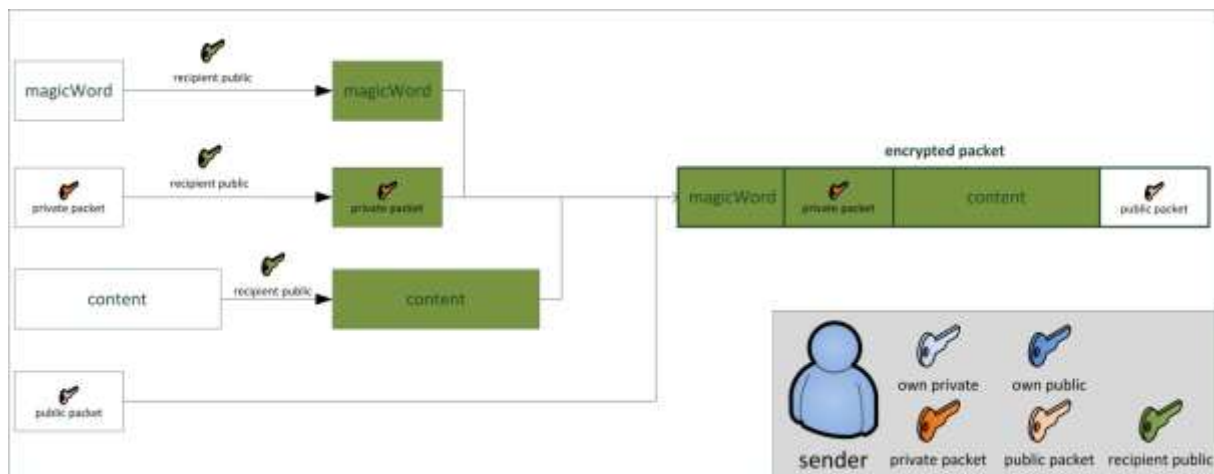 recipient public
magicWord
magicWord
encrypted packet
recipient public
private packet
private packet
magicWord
private packet
content
public packet
recipient public
content
content
public packet
own private
own public
sender
private packet
public packet
recipient public